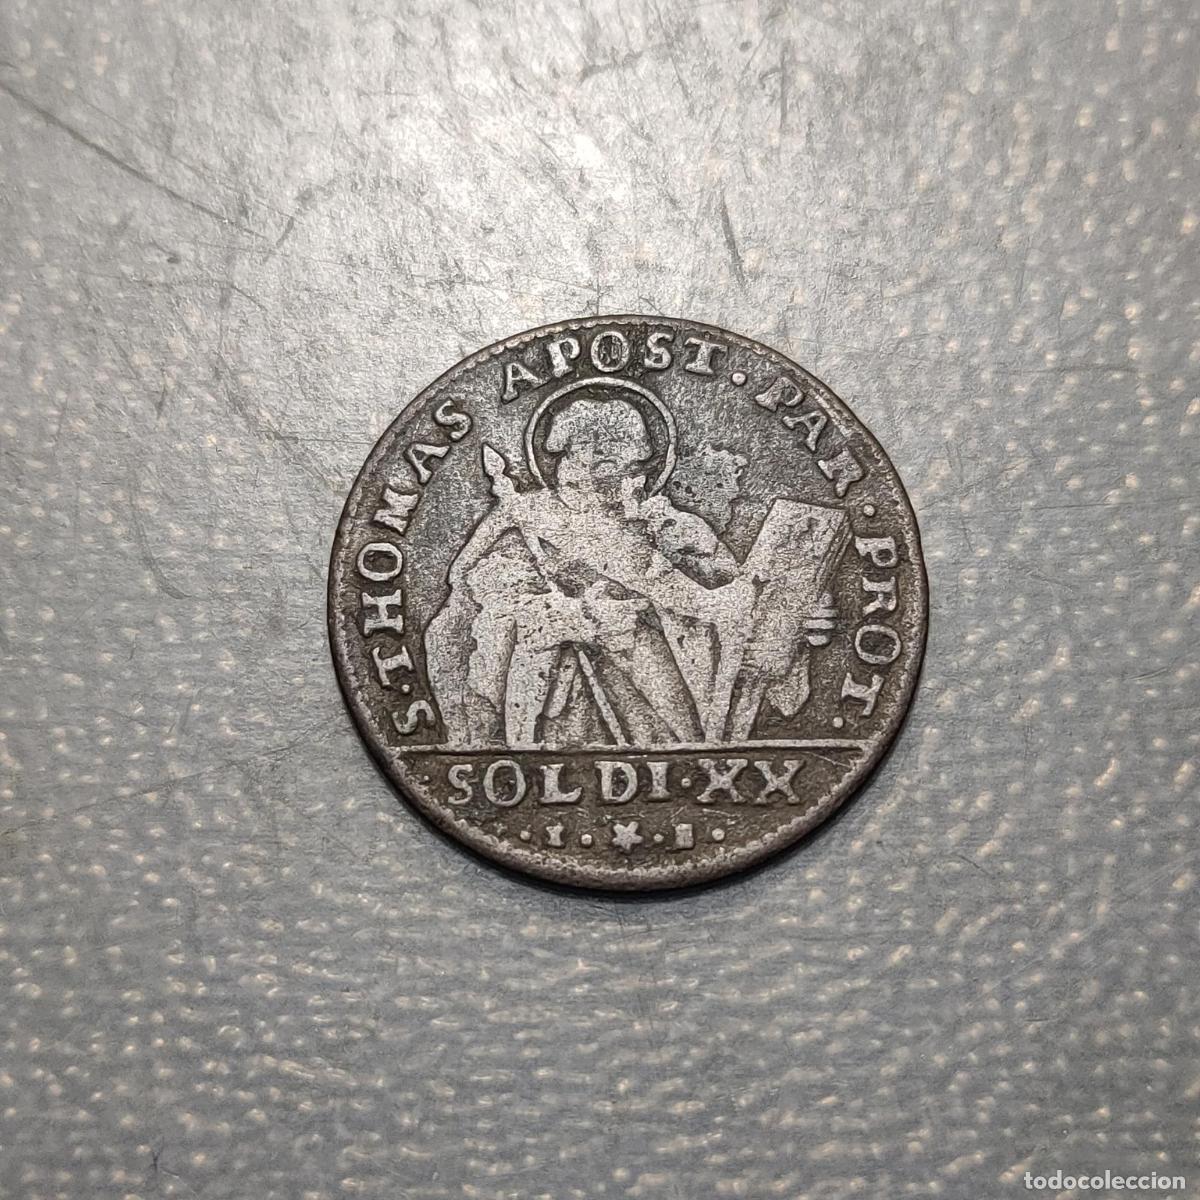 S·THOMAS APOST·PAR·PROT·
·SOLDI·XX
·I·★·I·
todocoleccion